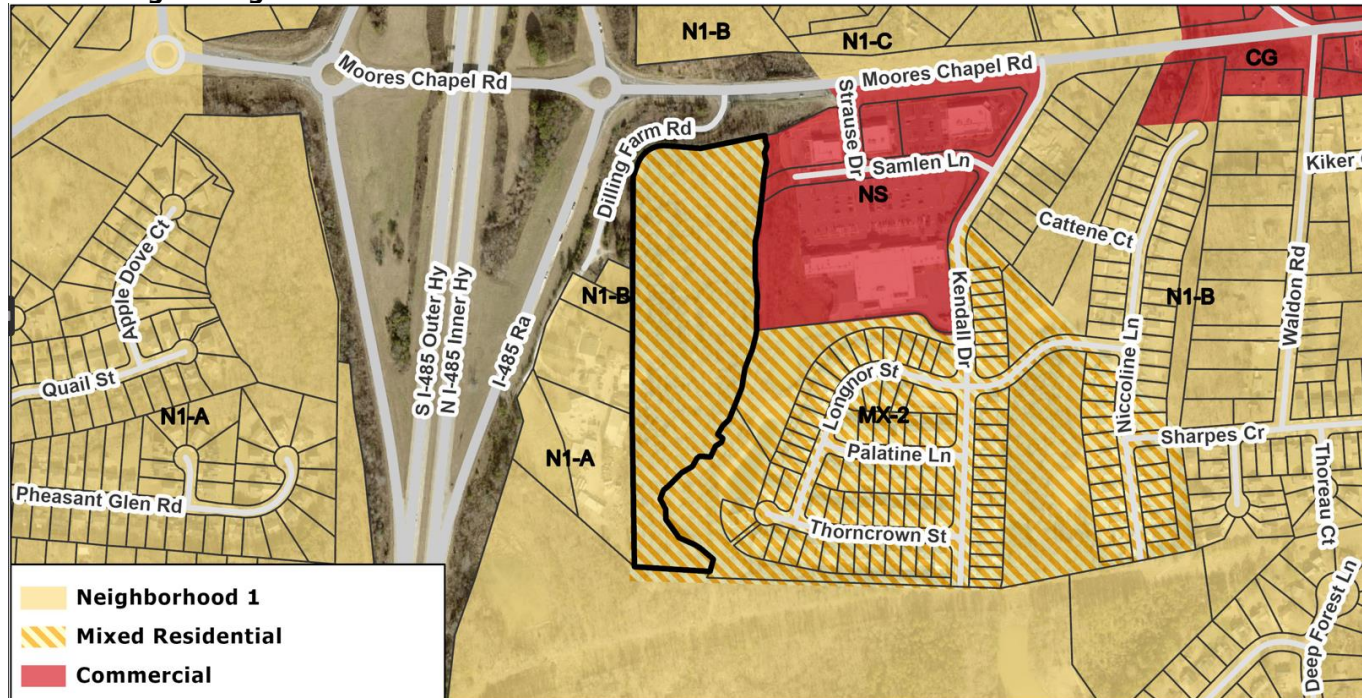 N1-B
N1-C
CG
Moores Chapel Rd
Moores Chapel Rd
Strause Dr
Dilling Farm Rd
Samlen Ln
NS
Kiker
Cattene Ct
Waldon Rd
Apple Dove Ct
N1-B
N1-B
S I-485 Outer Hy
N I-485 Inner Hy
I-485 Ra
Kendall Dr
Niccoline Ln
Quail St
Longnor St
N1-A
MX-2
Sharpes Cr
N1-A
Palatine Ln
Thoreau Ct
Pheasant Glen Rd
Thorncrown St
Deep Forest Ln
Neighborhood 1
Mixed Residential
Commercial